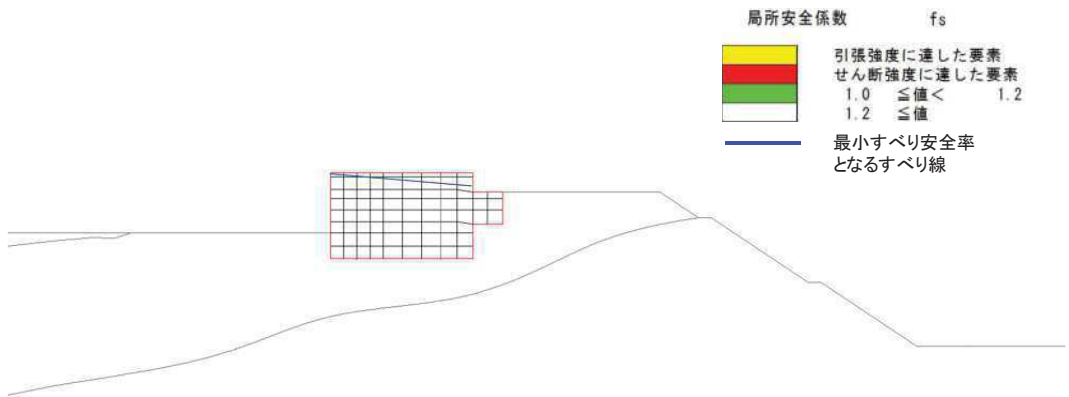 局所安全係数 fs
引張強度に達した要素
せん断強度に達した要素
1.0 ≦値< 1.2
1.2 ≦値
最小すべり安全率
となるすべり線